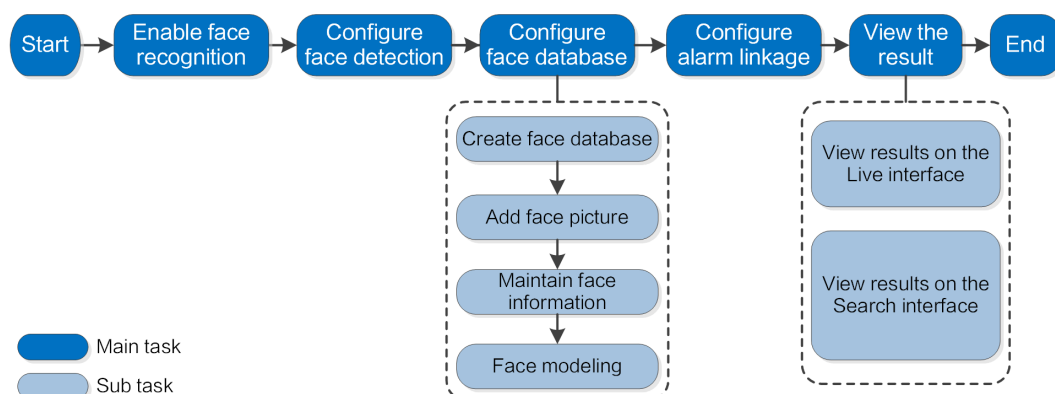 Start
Enable face
recognition
Configure
face detection
Configure
face database
Configure
alarm linkage
View the
result
End
Create face database
Add face picture
Maintain face
information
Face modeling
View results on the
Live interface
View results on the
Search interface
Main task
Sub task